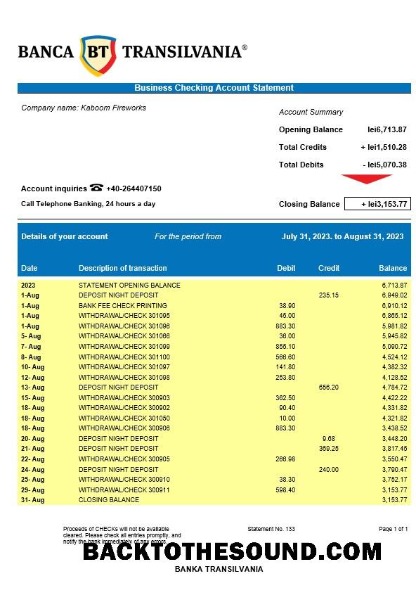 BANCA BT TRANSILVANIA®
Business Checking Account Statement
Company name: Kaboom Fireworks
Account Summary
Opening Balance lei6,713.87
Total Credits + lei1,510.28
Total Debits - lei5,070.38
Account inquiries ☎ +40-264407150
Call Telephone Banking, 24 hours a day
Closing Balance + lei3,153.77
Details of your account For the period from July 31, 2023. to August 31, 2023
Date Description of transaction Debit Credit Balance
2023 STATEMENT OPENING BALANCE 6,713.87
1-Aug DEPOSIT NIGHT DEPOSIT 235.15 6,949.02
1-Aug BANK FEE CHECK PRINTING 38.90 6,910.12
1-Aug WITHDRAWAL/CHECK 301095 45.00 6,865.12
1-Aug WITHDRAWAL/CHECK 301096 883.30 5,981.82
5- Aug WITHDRAWAL/CHECK 36.00 5,945.82
7- Aug WITHDRAWAL/CHECK 301099 855.10 5,090.72
8- Aug WITHDRAWAL/CHECK 301100 566.60 4,524.12
10- Aug WITHDRAWAL/CHECK 301097 141.80 4,382.32
12- Aug WITHDRAWAL/CHECK 301098 253.80 4,128.52
13- Aug DEPOSIT NIGHT DEPOSIT 656.20 4,784.72
15- Aug WITHDRAWAL/CHECK 300903 362.50 4,422.22
18- Aug WITHDRAWAL/CHECK 300902 90.40 4,331.82
18- Aug WITHDRAWAL/CHECK 301050 10.00 4,321.82
18- Aug WITHDRAWAL/CHECK 300906 883.30 3,438.52
20- Aug DEPOSIT NIGHT DEPOSIT 9.68 3,448.20
21- Aug DEPOSIT NIGHT DEPOSIT 369.25 3,817.45
22- Aug WITHDRAWAL/CHECK 300905 266.98 3,550.47
24- Aug DEPOSIT NIGHT DEPOSIT 240.00 3,790.47
25- Aug WITHDRAWAL/CHECK 300910 38.30 3,752.17
29- Aug WITHDRAWAL/CHECK 300911 598.40 3,153.77
31- Aug CLOSING BALANCE 3,153.77
Proceeds of CHECKs will not be available Statement No. 133 Page 1 of 1
cleared. Please check all entries promptly, and
notify the bank immediately of any errors
BACKTOTHESOUND.COM
BANKA TRANSILVANIA